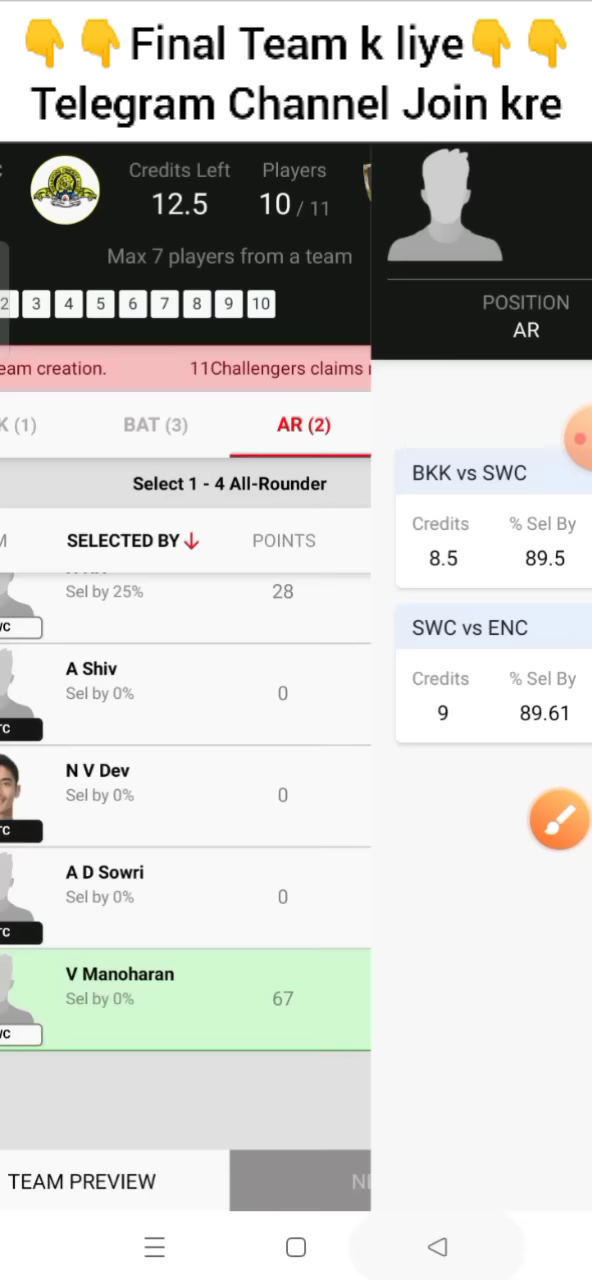 👇👇Final Team k liye👇👇
Telegram Channel Join kre
Credits Left
Players
12.5
10 / 11
Max 7 players from a team
2 3 4 5 6 7 8 9 10
POSITION
AR
eam creation.
11Challengers claims
K (1)
BAT (3)
AR (2)
Select 1 - 4 All-Rounder
SELECTED BY
POINTS
Sel by 25%
28
A Shiv
Sel by 0%
0
TC
N V Dev
Sel by 0%
0
TC
A D Sowri
Sel by 0%
0
TC
V Manoharan
Sel by 0%
67
BKK vs SWC
Credits
% Sel By
8.5
89.5
SWC vs ENC
Credits
% Sel By
9
89.61
TEAM PREVIEW